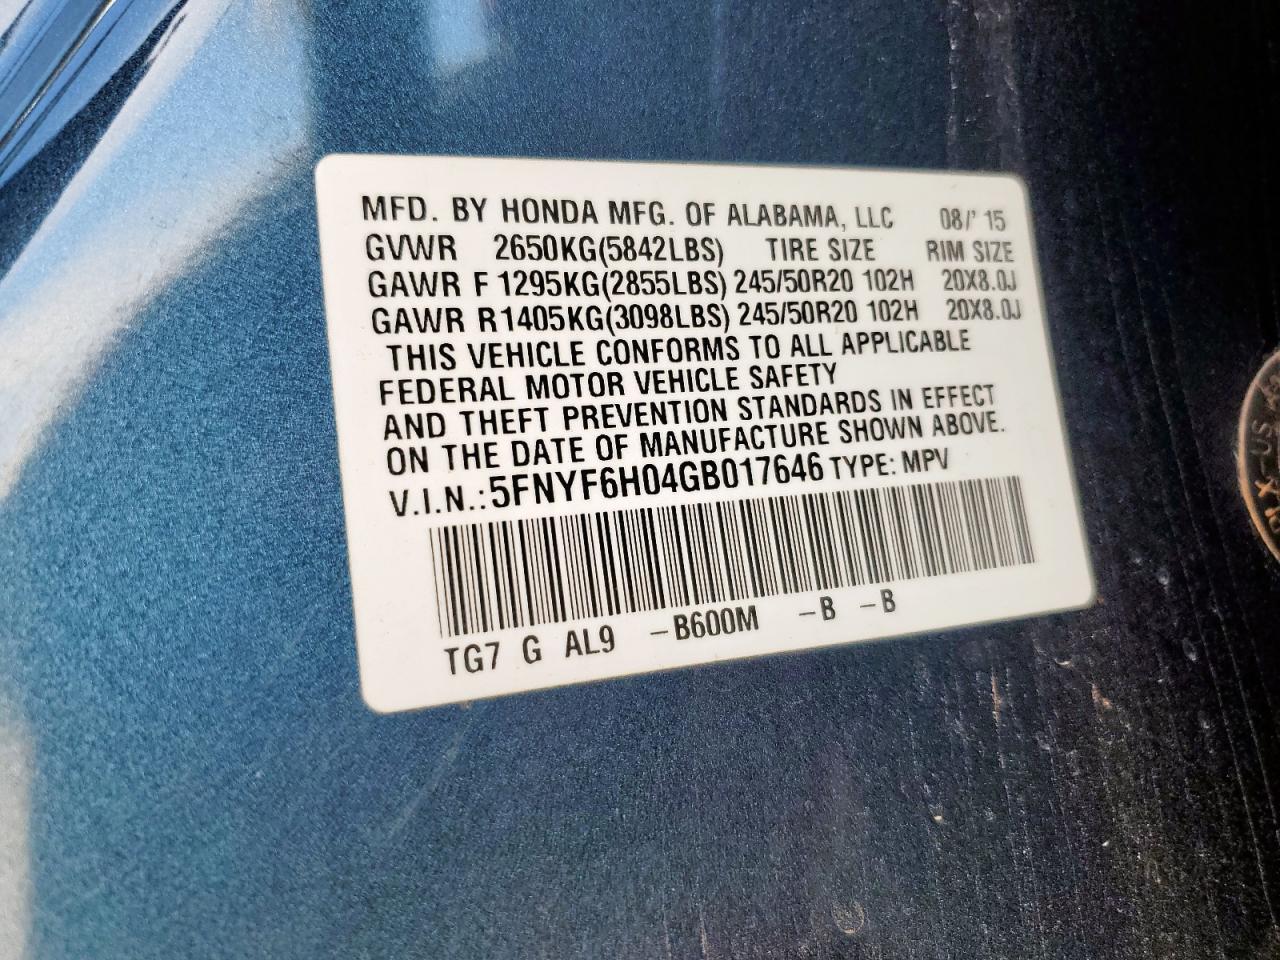 MFD. BY HONDA MFG. OF ALABAMA, LLC 08/' 15
GVWR 2650KG(5842LBS) TIRE SIZE RIM SIZE
GAWR F 1295KG(2855LBS) 245/50R20 102H 20X8.0J
GAWR R 1405KG(3098LBS) 245/50R20 102H 20X8.0J
THIS VEHICLE CONFORMS TO ALL APPLICABLE
FEDERAL MOTOR VEHICLE SAFETY
AND THEFT PREVENTION STANDARDS IN EFFECT
ON THE DATE OF MANUFACTURE SHOWN ABOVE.
V.I.N.: 5FNYF6H04GB017646 TYPE: MPV
TG7 G AL9 -B600M -B -B